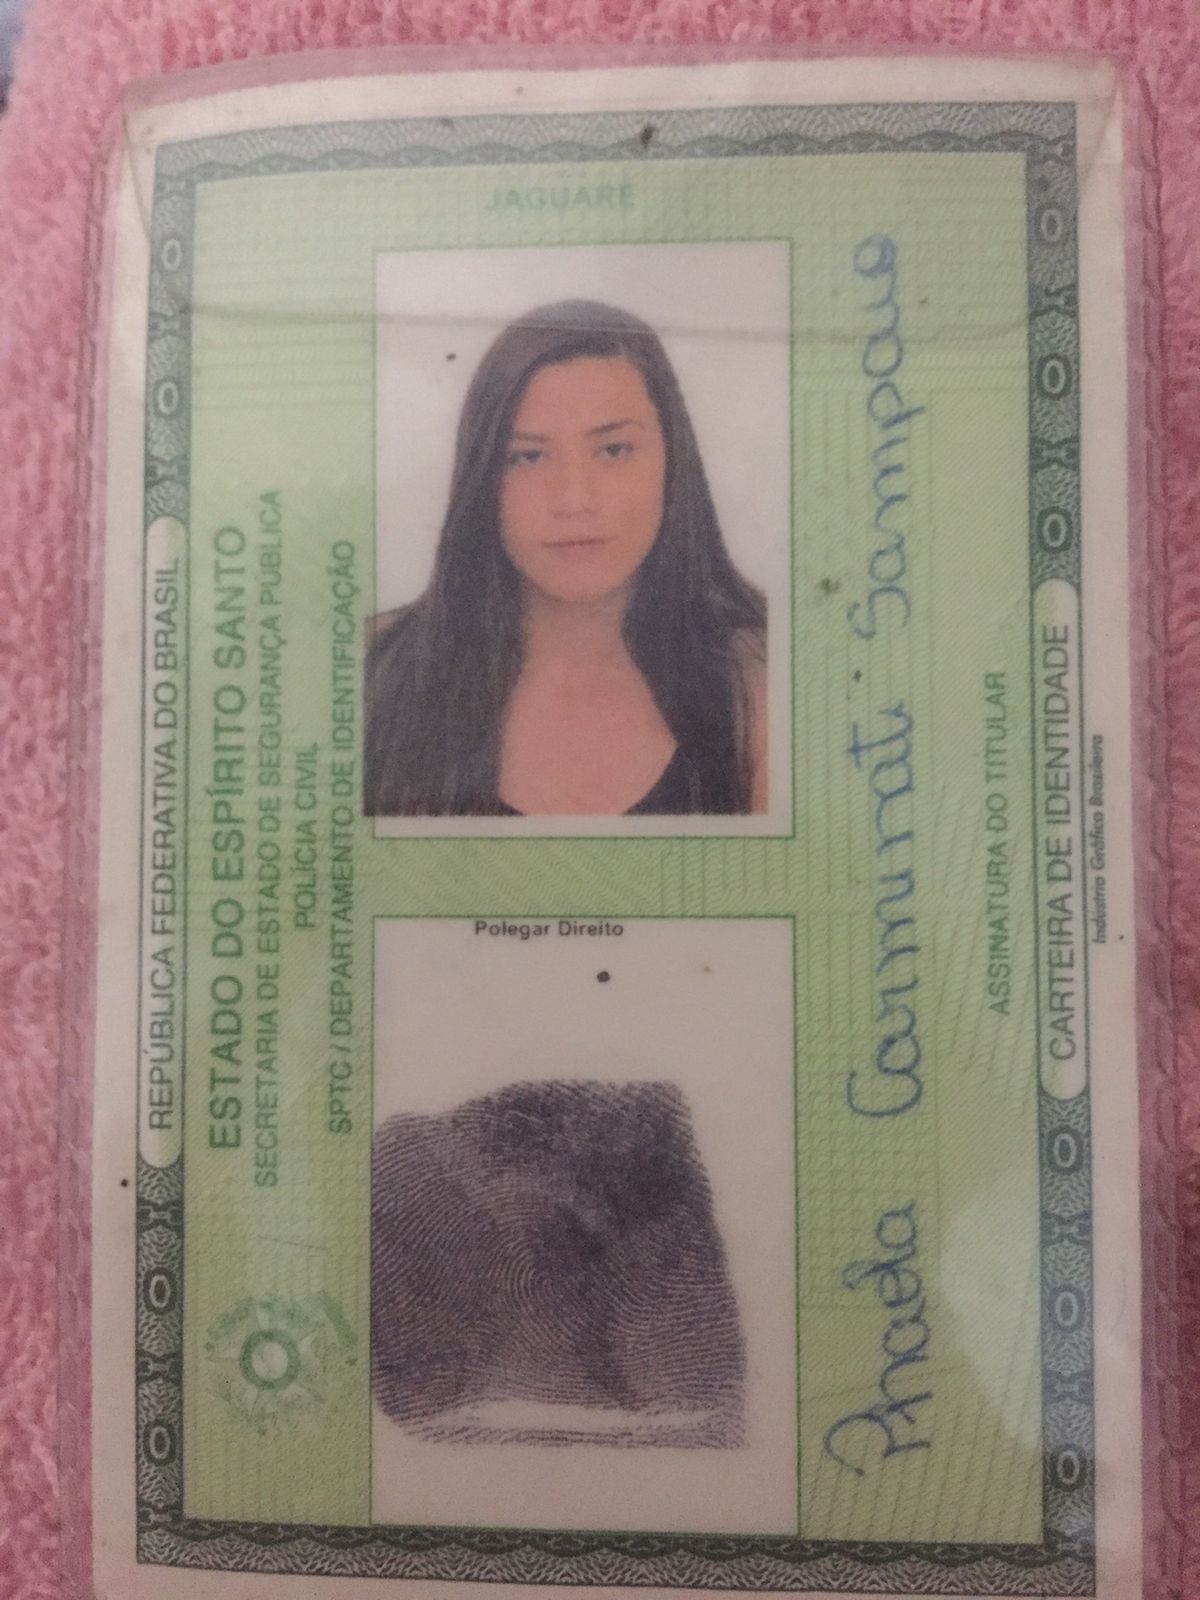 REPÚBLICA FEDERATIVA DO BRASIL
ESTADO DO ESPÍRITO SANTO
SECRETARIA DE ESTADO DE SEGURANÇA PÚBLICA
POLÍCIA CIVIL
SPTC / DEPARTAMENTO DE IDENTIFICAÇÃO
JAGUARÉ
Polegar Direito
Carminati Sampaio
ASSINATURA DO TITULAR
CARTEIRA DE IDENTIDADE
Indústria Gráfica Brasileira